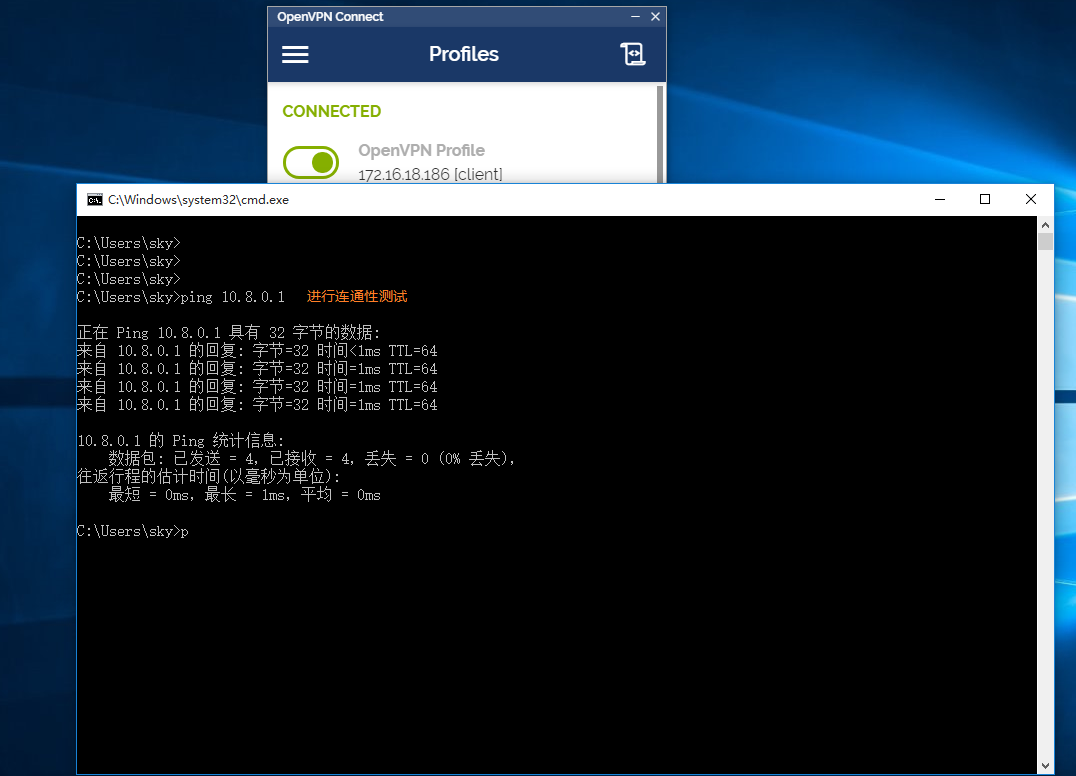 OpenVPN Connect
Profiles
CONNECTED
OpenVPN Profile
172.16.18.186 [client]
C:\Windows\system32\cmd.exe
C:\Users\sky>
C:\Users\sky>
C:\Users\sky>
C:\Users\sky>ping 10.8.0.1 进行连通性测试
正在 Ping 10.8.0.1 具有 32 字节的数据:
来自 10.8.0.1 的回复: 字节=32 时间<1ms TTL=64
来自 10.8.0.1 的回复: 字节=32 时间=1ms TTL=64
来自 10.8.0.1 的回复: 字节=32 时间=1ms TTL=64
来自 10.8.0.1 的回复: 字节=32 时间=1ms TTL=64
10.8.0.1 的 Ping 统计信息:
数据包: 已发送 = 4，已接收 = 4，丢失 = 0 (0% 丢失)，
往返行程的估计时间(以毫秒为单位):
最短 = 0ms，最长 = 1ms，平均 = 0ms
C:\Users\sky>p